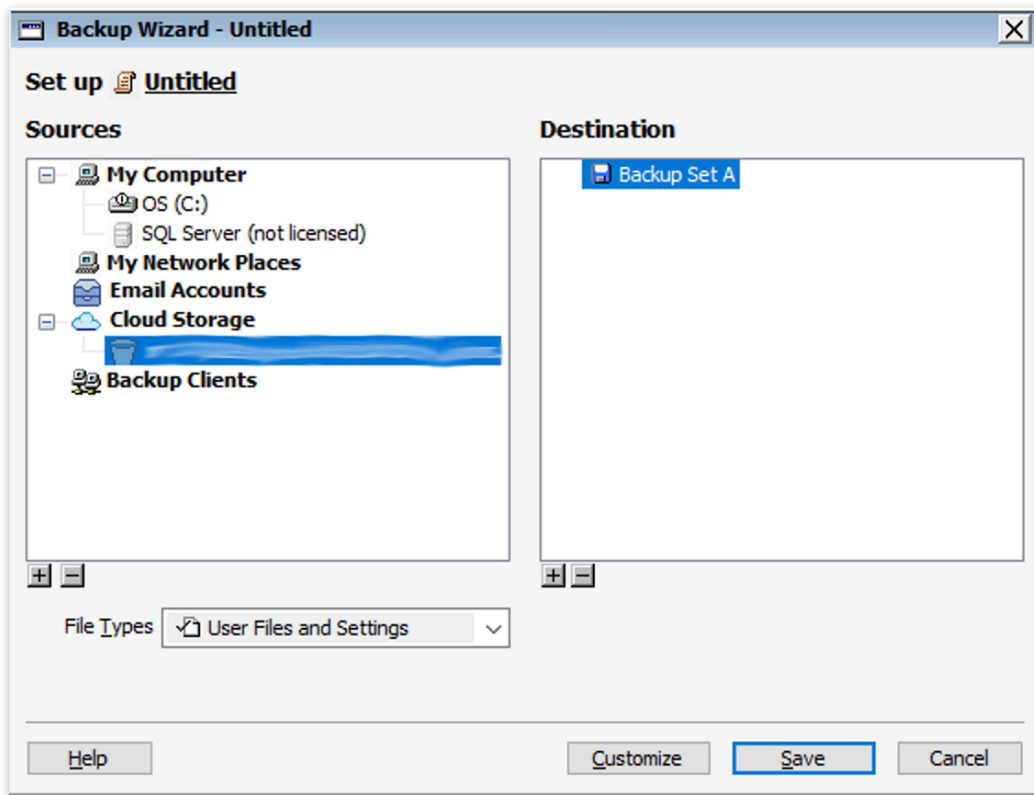 Backup Wizard - Untitled
Set up Untitled
Sources
Destination
My Computer
OS (C:)
SQL Server (not licensed)
My Network Places
Email Accounts
Cloud Storage
Backup Clients
Backup Set A
File Types User Files and Settings
Help
Customize
Save
Cancel